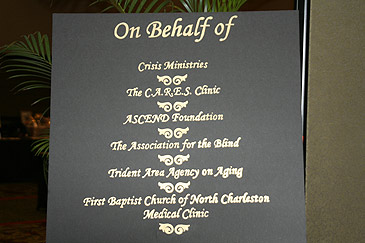 On Behalf of
Crisis Ministries
The C.A.R.E.S. Clinic
ASCEND Foundation
The Association for the Blind
Trident Area Agency on Aging
First Baptist Church of North Charleston
Medical Clinic